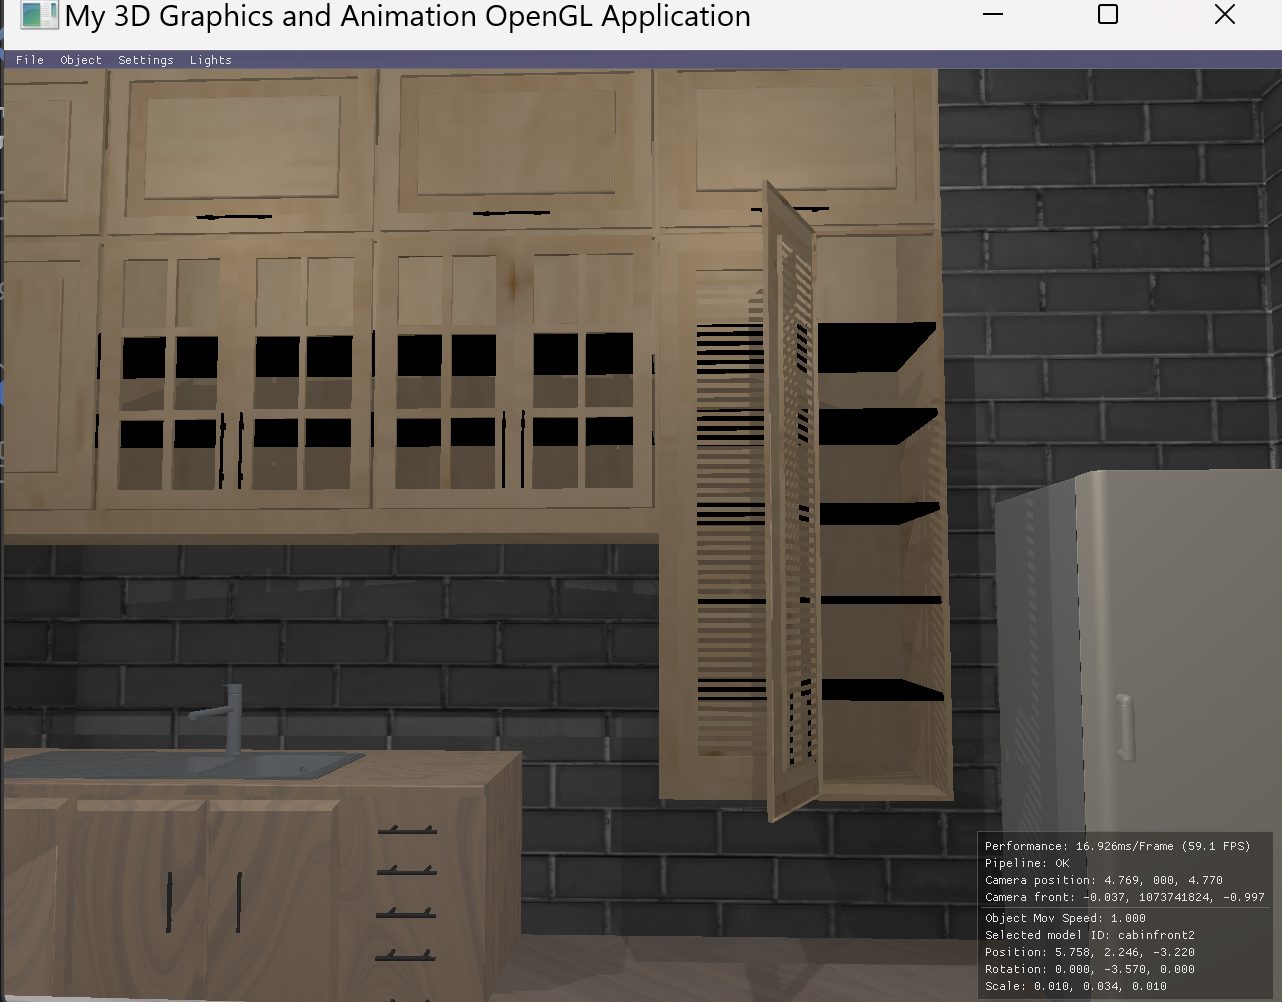 My 3D Graphics and Animation OpenGL Application
File Object Settings Lights
Performance: 16.926ms/Frame (59.1 FPS)
Pipeline: OK
Camera position: 4.769, 000, 4.770
Camera front: -0.037, 1073741824, -0.997
Object Mov Speed: 1.000
Selected model ID: cabinfront2
Position: 5.758, 2.246, -3.220
Rotation: 0.000, -3.570, 0.000
Scale: 0.010, 0.034, 0.010